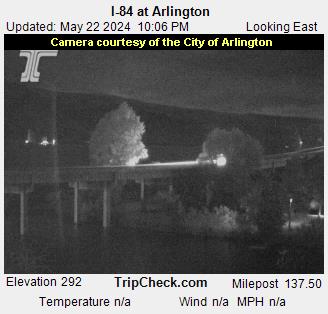 I-84 at Arlington
Updated: May 22 2024 10:06 PM Looking East
Camera courtesy of the City of Arlington
Elevation 292 TripCheck.com Milepost 137.50
Temperature n/a Wind n/a MPH n/a